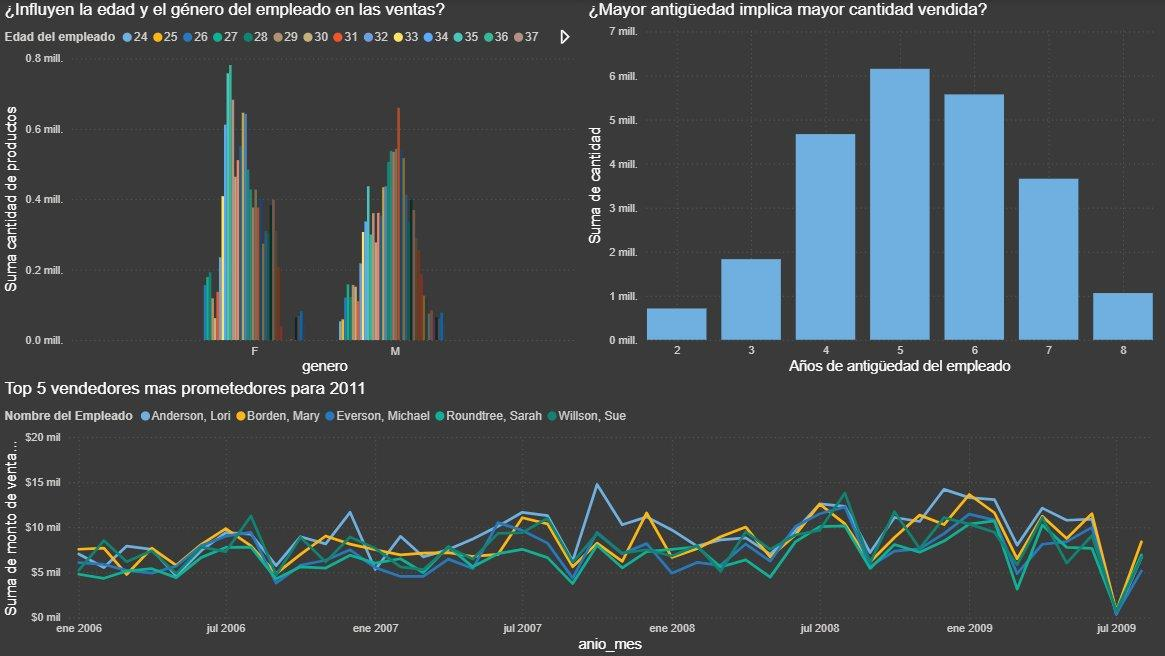 ¿Influyen la edad y el género del empleado en las ventas?
Edad del empleado 24 25 26 27 28 29 30 31 32 33 34 35 36 37
Suma cantidad de productos
0.8 mill.
0.6 mill.
0.4 mill.
0.2 mill.
0.0 mill.
F M
genero
¿Mayor antigüedad implica mayor cantidad vendida?
Suma de cantidad
7 mill.
6 mill.
5 mill.
4 mill.
3 mill.
2 mill.
1 mill.
0 mill.
2 3 4 5 6 7 8
Años de antigüedad del empleado
Top 5 vendedores mas prometedores para 2011
Nombre del Empleado Anderson, Lori Borden, Mary Everson, Michael Roundtree, Sarah Willson, Sue
Suma de monto de venta...
$20 mil
$15 mil
$10 mil
$5 mil
$0 mil
ene 2006 jul 2006 ene 2007 jul 2007 ene 2008 jul 2008 ene 2009 jul 2009
anio_mes